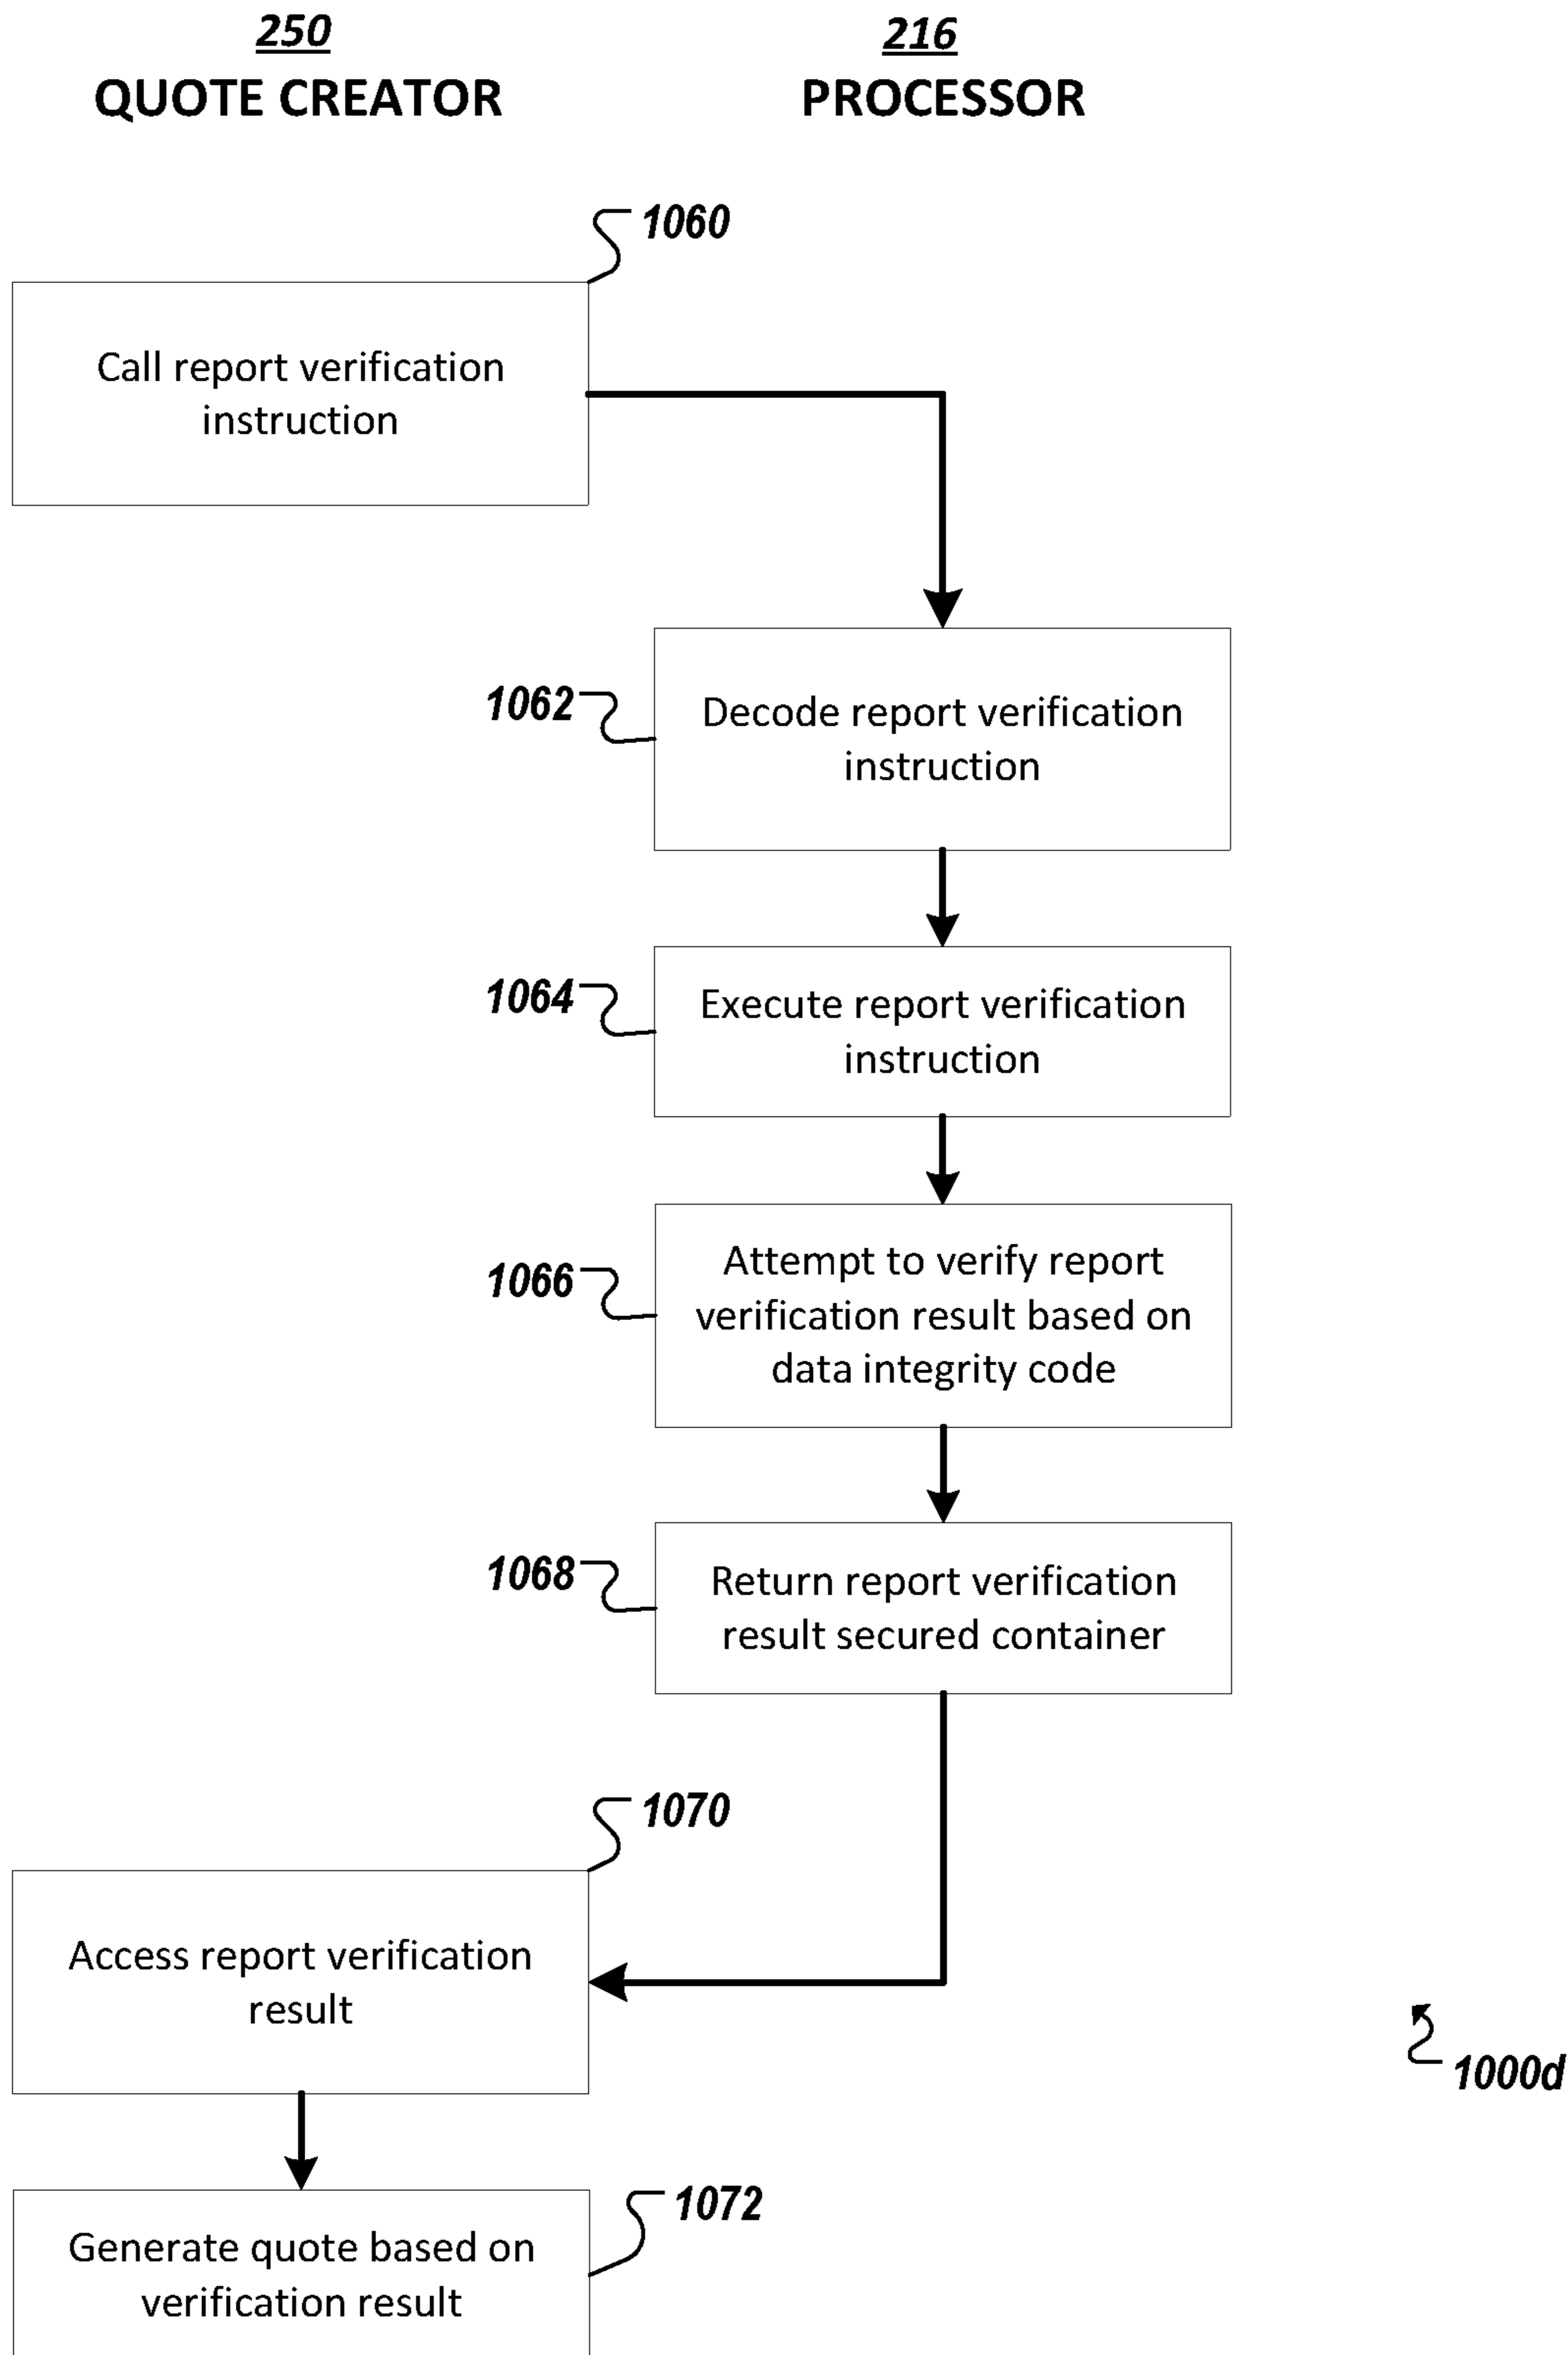 250
QUOTE CREATOR
216
PROCESSOR
1060
Call report verification
instruction
1062
Decode report verification
instruction
1064
Execute report verification
instruction
1066
Attempt to verify report
verification result based on
data integrity code
1068
Return report verification
result secured container
1070
Access report verification
result
1000d
1072
Generate quote based on
verification result